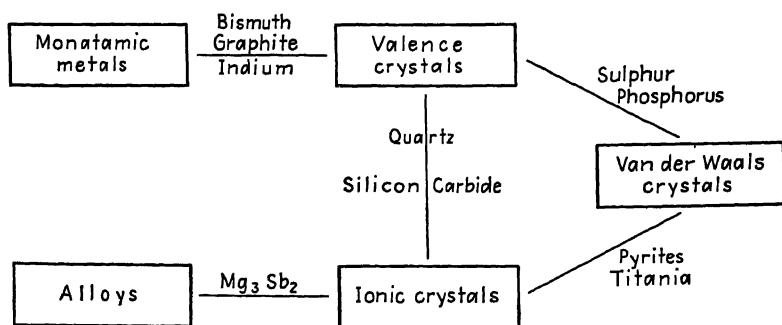 Monatamic
metals
Bismuth
Graphite
Indium
Valence
crystals
Sulphur
Phosphorus
Quartz
Silicon Carbide
Van der Waals
crystals
Alloys
Mg₃ Sb₂
Ionic crystals
Pyrites
Titania